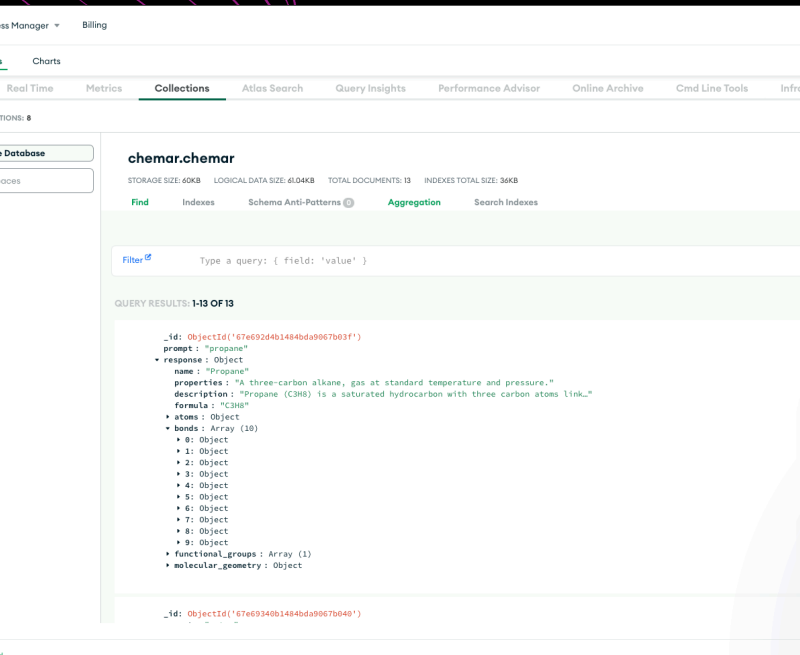 ess Manager Billing
s Charts
Real Time Metrics Collections Atlas Search Query Insights Performance Advisor Online Archive Cmd Line Tools Infr
TIONS: 8
e Database
aces
chemar.chemar
STORAGE SIZE: 60KB LOGICAL DATA SIZE: 61.04KB TOTAL DOCUMENTS: 13 INDEXES TOTAL SIZE: 36KB
Find Indexes Schema Anti-Patterns 0 Aggregation Search Indexes
Filter Type a query: { field: 'value' }
QUERY RESULTS: 1-13 OF 13
_id: ObjectId('67e692d4b1484bda9067b03f')
prompt : "propane"
response : Object
name : "Propane"
properties : "A three-carbon alkane, gas at standard temperature and pressure."
description : "Propane (C3H8) is a saturated hydrocarbon with three carbon atoms link…"
formula : "C3H8"
atoms : Object
bonds : Array (10)
0: Object
1: Object
2: Object
3: Object
4: Object
5: Object
6: Object
7: Object
8: Object
9: Object
functional_groups : Array (1)
molecular_geometry : Object
_id: ObjectId('67e69340b1484bda9067b040')